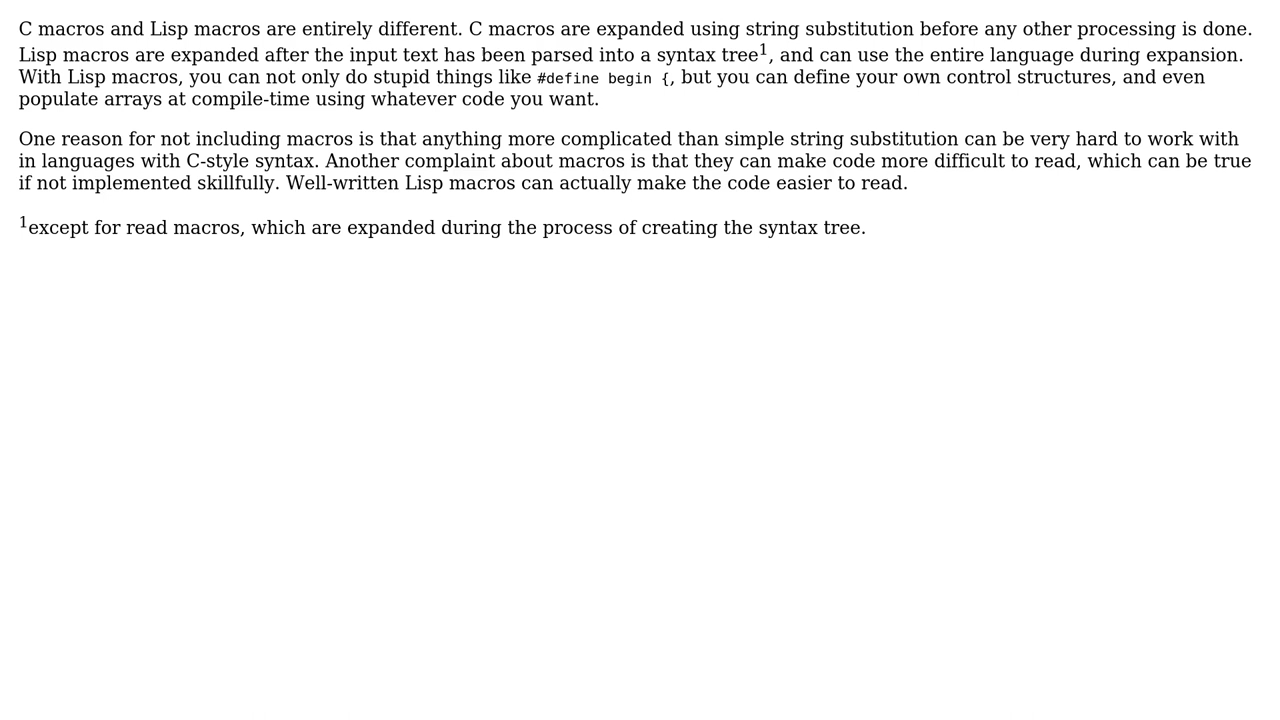 C macros and Lisp macros are entirely different. C macros are expanded using string substitution before any other processing is done.
Lisp macros are expanded after the input text has been parsed into a syntax tree1, and can use the entire language during expansion.
With Lisp macros, you can not only do stupid things like #define begin {, but you can define your own control structures, and even
populate arrays at compile-time using whatever code you want.
One reason for not including macros is that anything more complicated than simple string substitution can be very hard to work with
in languages with C-style syntax. Another complaint about macros is that they can make code more difficult to read, which can be true
if not implemented skillfully. Well-written Lisp macros can actually make the code easier to read.
1except for read macros, which are expanded during the process of creating the syntax tree.